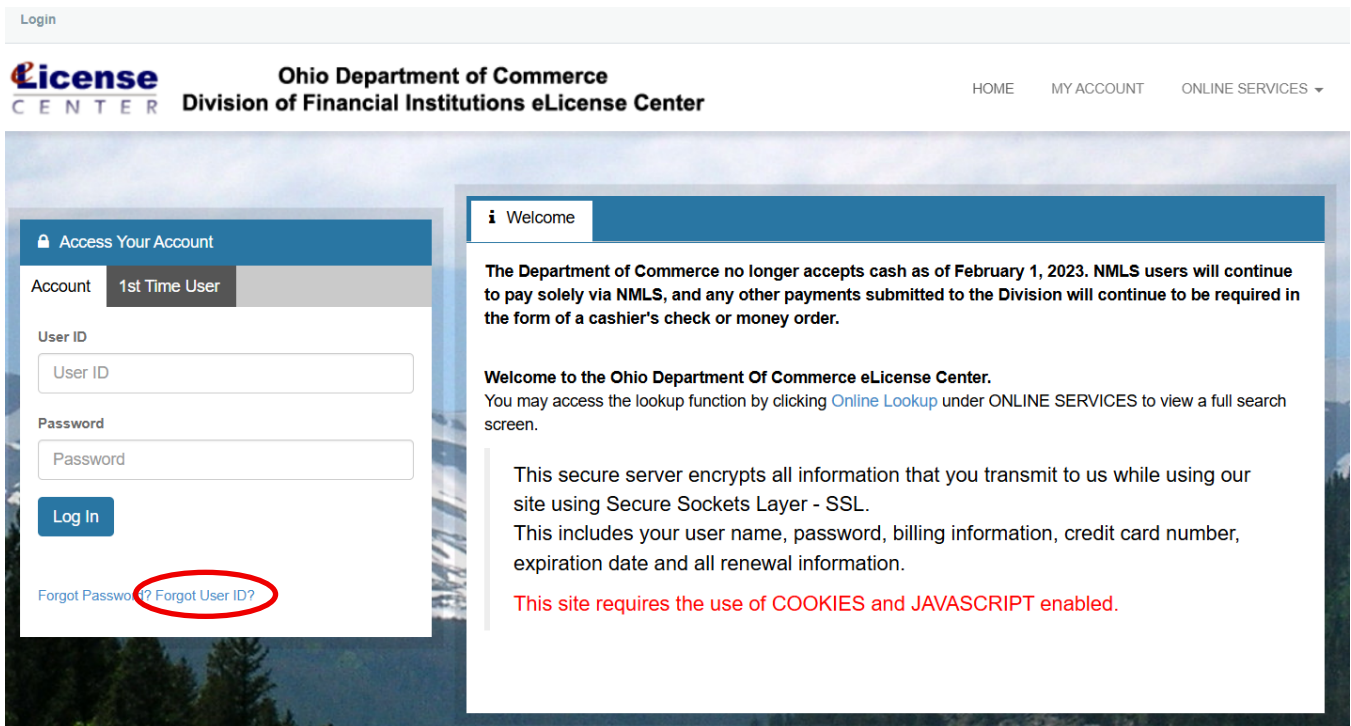 Login
eLicense
CENTER
Ohio Department of Commerce
Division of Financial Institutions eLicense Center
HOME MY ACCOUNT ONLINE SERVICES
Access Your Account
Account 1st Time User
User ID
User ID
Password
Password
Log In
Forgot Password? Forgot User ID?
Welcome
The Department of Commerce no longer accepts cash as of February 1, 2023. NMLS users will continue
to pay solely via NMLS, and any other payments submitted to the Division will continue to be required in
the form of a cashier's check or money order.
Welcome to the Ohio Department Of Commerce eLicense Center.
You may access the lookup function by clicking Online Lookup under ONLINE SERVICES to view a full search
screen.
This secure server encrypts all information that you transmit to us while using our
site using Secure Sockets Layer - SSL.
This includes your user name, password, billing information, credit card number,
expiration date and all renewal information.
This site requires the use of COOKIES and JAVASCRIPT enabled.